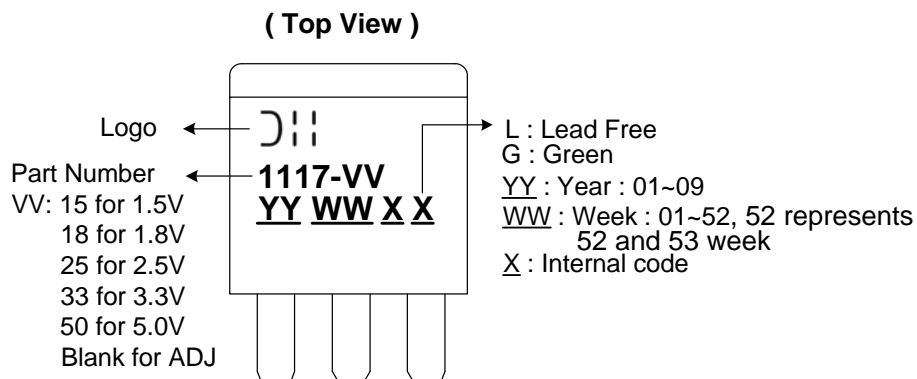 ( Top View )
Logo
Part Number
VV: 15 for 1.5V
18 for 1.8V
25 for 2.5V
33 for 3.3V
50 for 5.0V
Blank for ADJ
1117-VV
YY WW X X
L : Lead Free
G : Green
YY : Year : 01~09
WW : Week : 01~52, 52 represents
52 and 53 week
X : Internal code